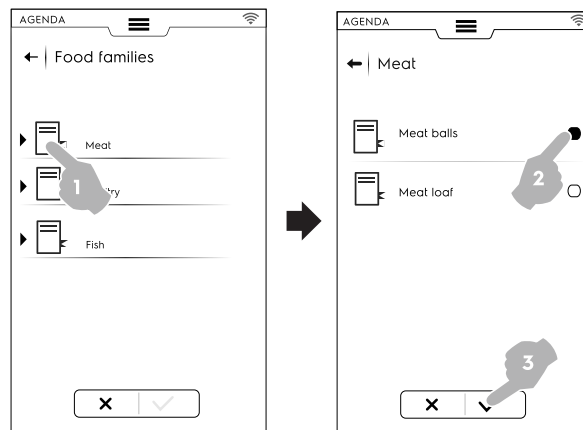 AGENDA
Food families
Meat
1
try
Fish
AGENDA
Meat
Meat balls
2
Meat loaf
3